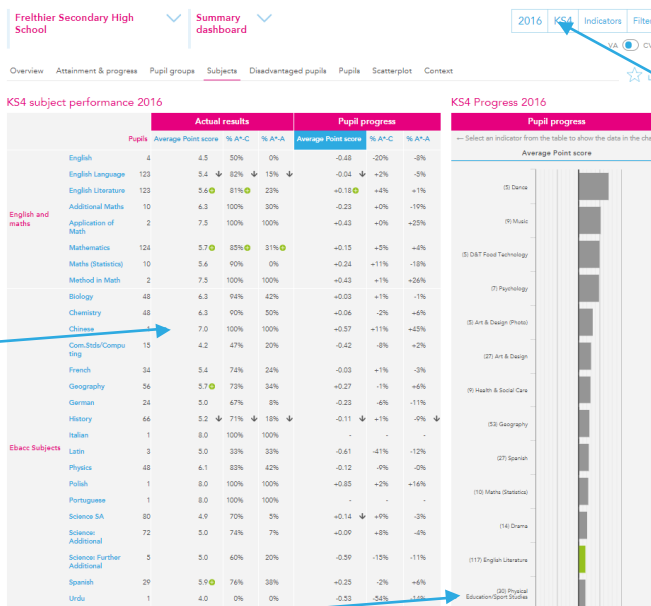 Frelthier Secondary High
School
Summary
dashboard
2016 KS4 Indicators Filter
VA CV
Overview Attainment & progress Pupil groups Subjects Disadvantaged pupils Pupils Scatterplot Context
KS4 subject performance 2016
Actual results Pupil progress
Pupils Average Point score % A*-C % A*-A Average Point score % A*-C % A*-A
English and
maths
English 4 4.5 50% 0% -0.48 -20% -8%
English Language 123 5.4 82% 15% -0.04 +2% -5%
English Literature 123 5.6 81% 23% +0.18 +4% +1%
Additional Maths 10 6.3 100% 30% -0.23 +0% -19%
Application of
Math 2 7.5 100% 100% +0.43 +0% +25%
Mathematics 124 5.7 85% 31% +0.15 +5% +4%
Maths (Statistics) 10 5.6 90% 0% +0.24 +11% -18%
Method in Math 2 7.5 100% 100% +0.43 +1% +26%
Ebacc Subjects
Biology 48 6.3 94% 42% +0.03 +1% -1%
Chemistry 48 6.3 90% 50% +0.06 -2% +6%
Chinese 7.0 100% 100% +0.57 +11% +43%
Com.Stds/Compu
ting 15 4.2 47% 20% -0.42 -8% +2%
French 34 5.4 74% 24% -0.03 +1% -3%
Geography 56 5.7 73% 34% +0.27 -1% +6%
German 24 5.0 67% 8% -0.23 -6% -11%
History 66 5.2 71% 18% -0.11 +1% -9%
Italian 1 8.0 100% 100% - - -
Latin 3 5.0 33% 33% -0.61 -41% -12%
Physics 48 6.1 83% 42% -0.12 -9% -0%
Polish 1 8.0 100% 100% +0.85 +2% +16%
Portuguese 1 8.0 100% 100% - - -
Science SA 80 4.9 70% 5% +0.14 +9% -3%
Science:
Additional 72 5.0 74% 7% +0.09 +8% -4%
Science: Further
Additional 5 5.0 60% 20% -0.59 -15% -11%
Spanish 29 5.9 76% 38% +0.25 -2% +6%
Urdu 1 4.0 0% 0% -0.53 -54% -14%
KS4 Progress 2016
Pupil progress
← Select an indicator from the table to show the data in the cha
Average Point score
(5) Dance
(9) Music
(5) D&T Food Technology
(7) Psychology
(5) Art & Design (Photo)
(27) Art & Design
(9) Health & Social Care
(53) Geography
(27) Spanish
(10) Maths (Statistics)
(14) Drama
(117) English Literature
(30) Physical
Education/Sport Studies